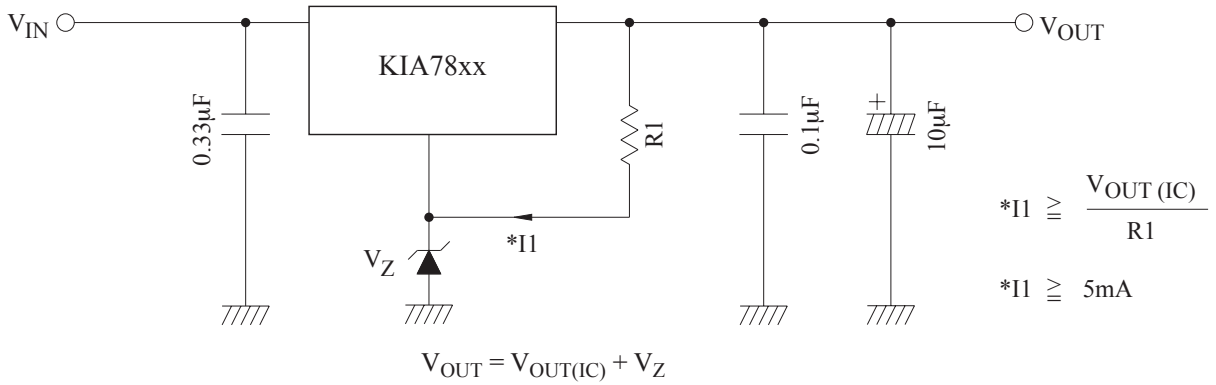 VIN
KIA78xx
VOUT
0.33μF
R1
0.1μF
+
10μF
*I1
VZ
*I1 ≧ VOUT (IC)
R1
*I1 ≧ 5mA
VOUT = VOUT(IC) + VZ